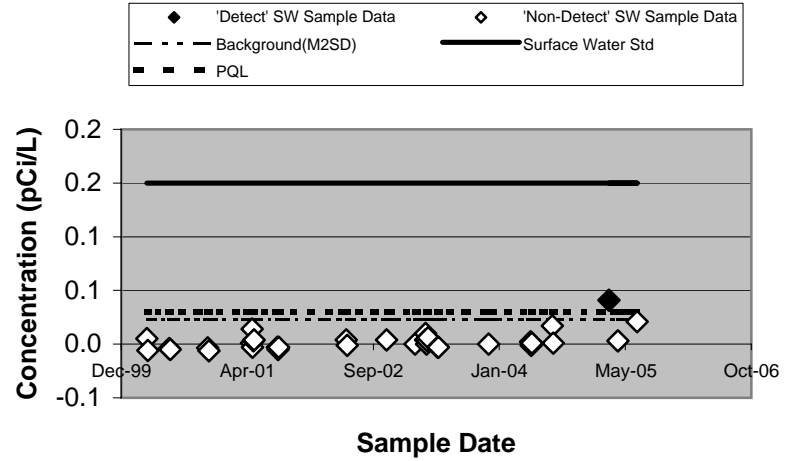 'Detect' SW Sample Data
'Non-Detect' SW Sample Data
Background(M2SD)
Surface Water Std
PQL
Concentration (pCi/L)
0.2
0.2
0.1
0.1
0.0
-0.1
Dec-99
Apr-01
Sep-02
Jan-04
May-05
Oct-06
Sample Date